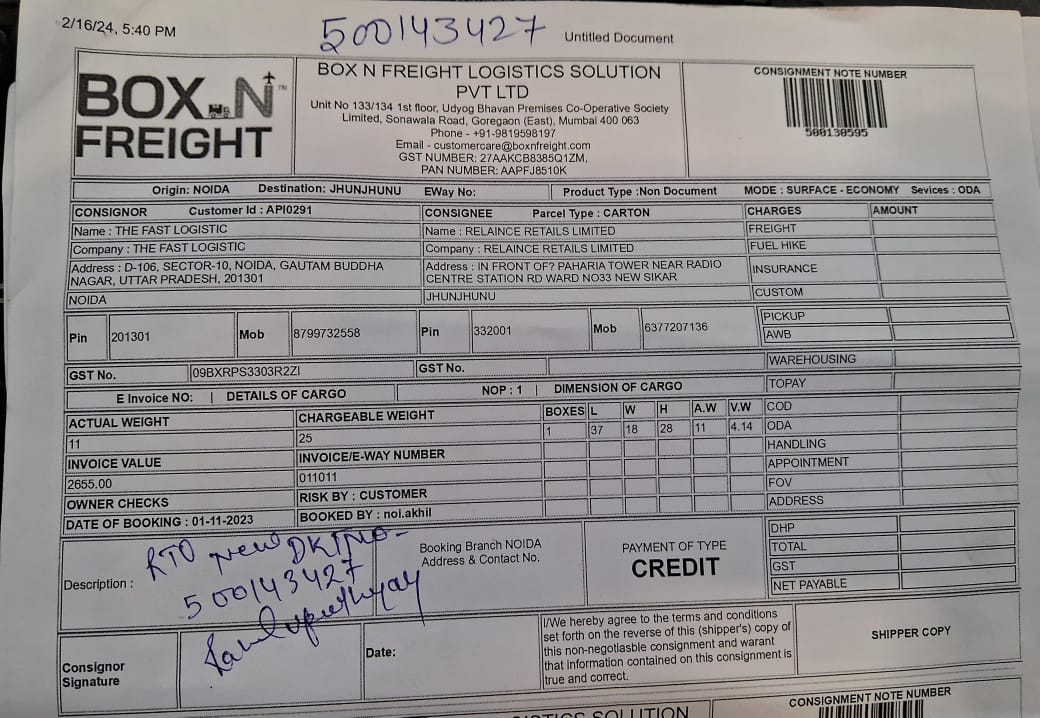 2/16/24, 5:40 PM
500143427
Untitled Document
BOX N FREIGHT
BOX N FREIGHT LOGISTICS SOLUTION
PVT LTD
Unit No 133/134 1st floor, Udyog Bhavan Premises Co-Operative Society
Limited, Sonawala Road, Goregaon (East), Mumbai 400 063
Phone - +91-9819598197
Email - customercare@boxnfreight.com
GST NUMBER: 27AAKCB8385Q1ZM,
PAN NUMBER: AAPFJ8510K
CONSIGNMENT NOTE NUMBER
500130595
Origin: NOIDA Destination: JHUNJHUNU EWay No: Product Type :Non Document MODE : SURFACE - ECONOMY Sevices : ODA
CONSIGNOR Customer Id : API0291 CONSIGNEE Parcel Type : CARTON CHARGES AMOUNT
Name : THE FAST LOGISTIC Name : RELAINCE RETAILS LIMITED FREIGHT
Company : THE FAST LOGISTIC Company : RELAINCE RETAILS LIMITED FUEL HIKE
Address : D-106, SECTOR-10, NOIDA, GAUTAM BUDDHA
NAGAR, UTTAR PRADESH, 201301
Address : IN FRONT OF? PAHARIA TOWER NEAR RADIO
CENTRE STATION RD WARD NO33 NEW SIKAR
INSURANCE
NOIDA JHUNJHUNU CUSTOM
Pin 201301 Mob 8799732558 Pin 332001 Mob 6377207136
PICKUP
AWB
GST No. 09BXRPS3303R2ZI GST No. WAREHOUSING
E Invoice NO: | DETAILS OF CARGO NOP : 1 | DIMENSION OF CARGO TOPAY
ACTUAL WEIGHT CHARGEABLE WEIGHT BOXES L W H A.W V.W COD
11 25 1 37 18 28 11 4.14 ODA
HANDLING
INVOICE VALUE INVOICE/E-WAY NUMBER APPOINTMENT
2655.00 011011 FOV
OWNER CHECKS RISK BY : CUSTOMER ADDRESS
DATE OF BOOKING : 01-11-2023 BOOKED BY : noi.akhil
DHP
TOTAL
GST
NET PAYABLE
Description :
RTO New DKT No-
500143427
Booking Branch NOIDA
Address & Contact No.
PAYMENT OF TYPE
CREDIT
Consignor
Signature
Date:
I/We hereby agree to the terms and conditions
set forth on the reverse of this (shipper's) copy of
this non-negotiasble consignment and warant
that information contained on this consignment is
true and correct.
SHIPPER COPY
CONSIGNMENT NOTE NUMBER